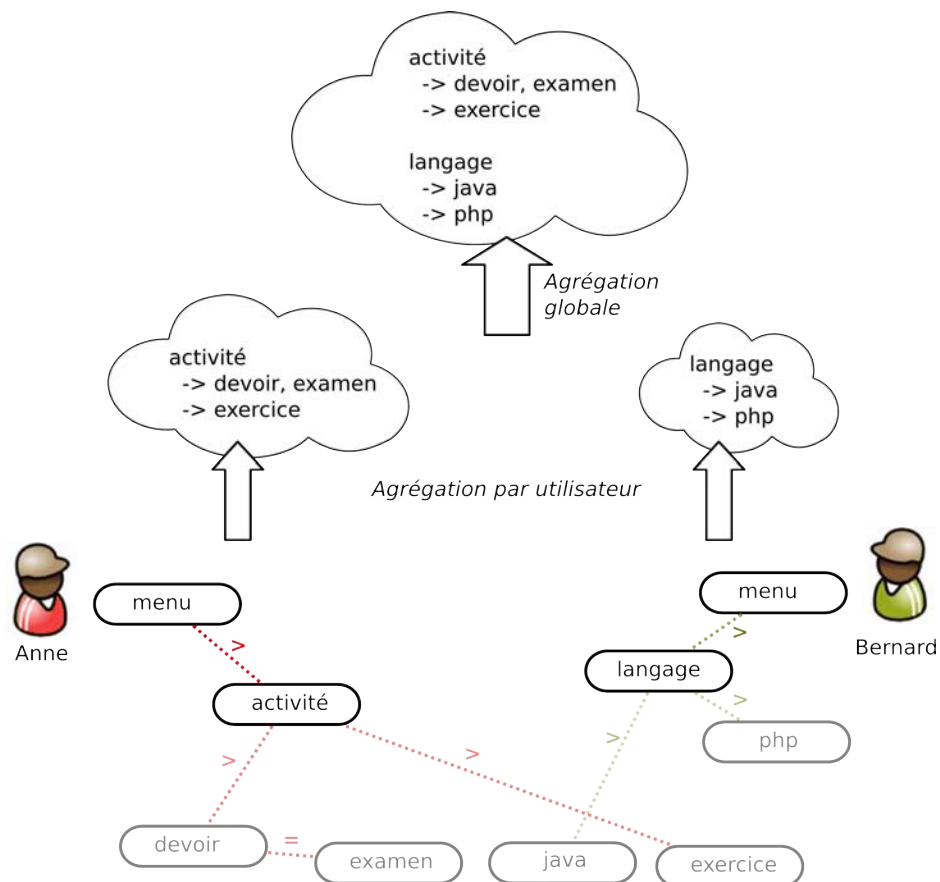 activité
-> devoir, examen
-> exercice
langage
-> java
-> php
Agrégation
globale
activité
-> devoir, examen
-> exercice
langage
-> java
-> php
Agrégation par utilisateur
menu
menu
Anne
Bernard
>
>
langage
activité
>
php
>
>
>
devoir
=
examen
java
exercice